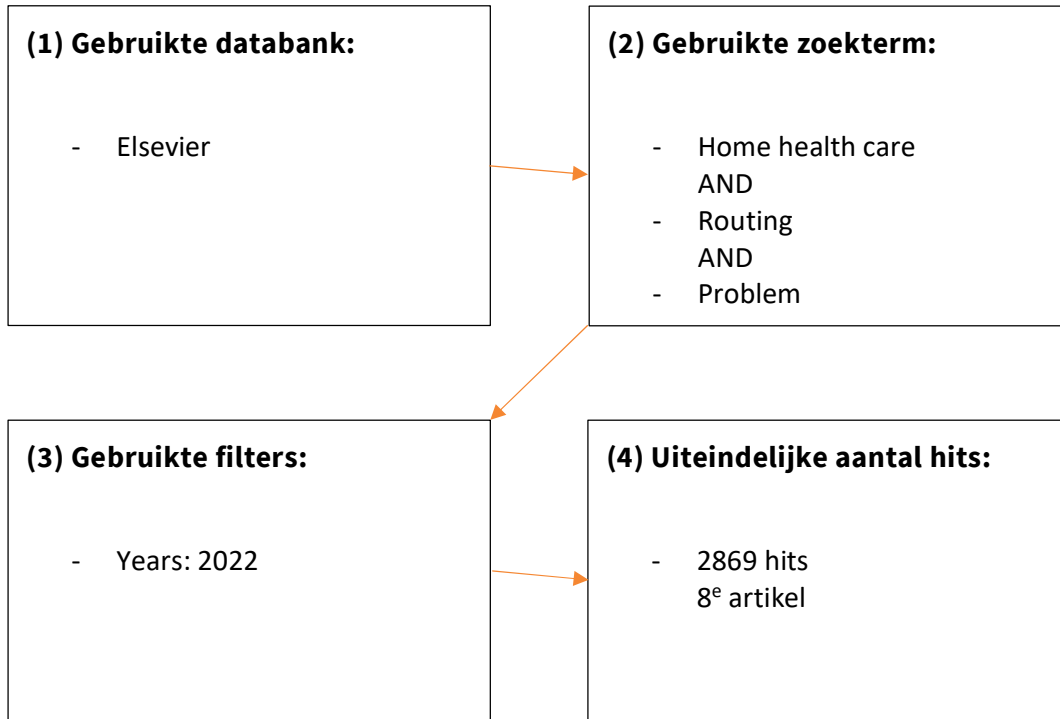 (1) Gebruikte databank:
- Elsevier
(2) Gebruikte zoekterm:
- Home health care
AND
- Routing
AND
- Problem
(3) Gebruikte filters:
- Years: 2022
(4) Uiteindelijke aantal hits:
- 2869 hits
8e artikel